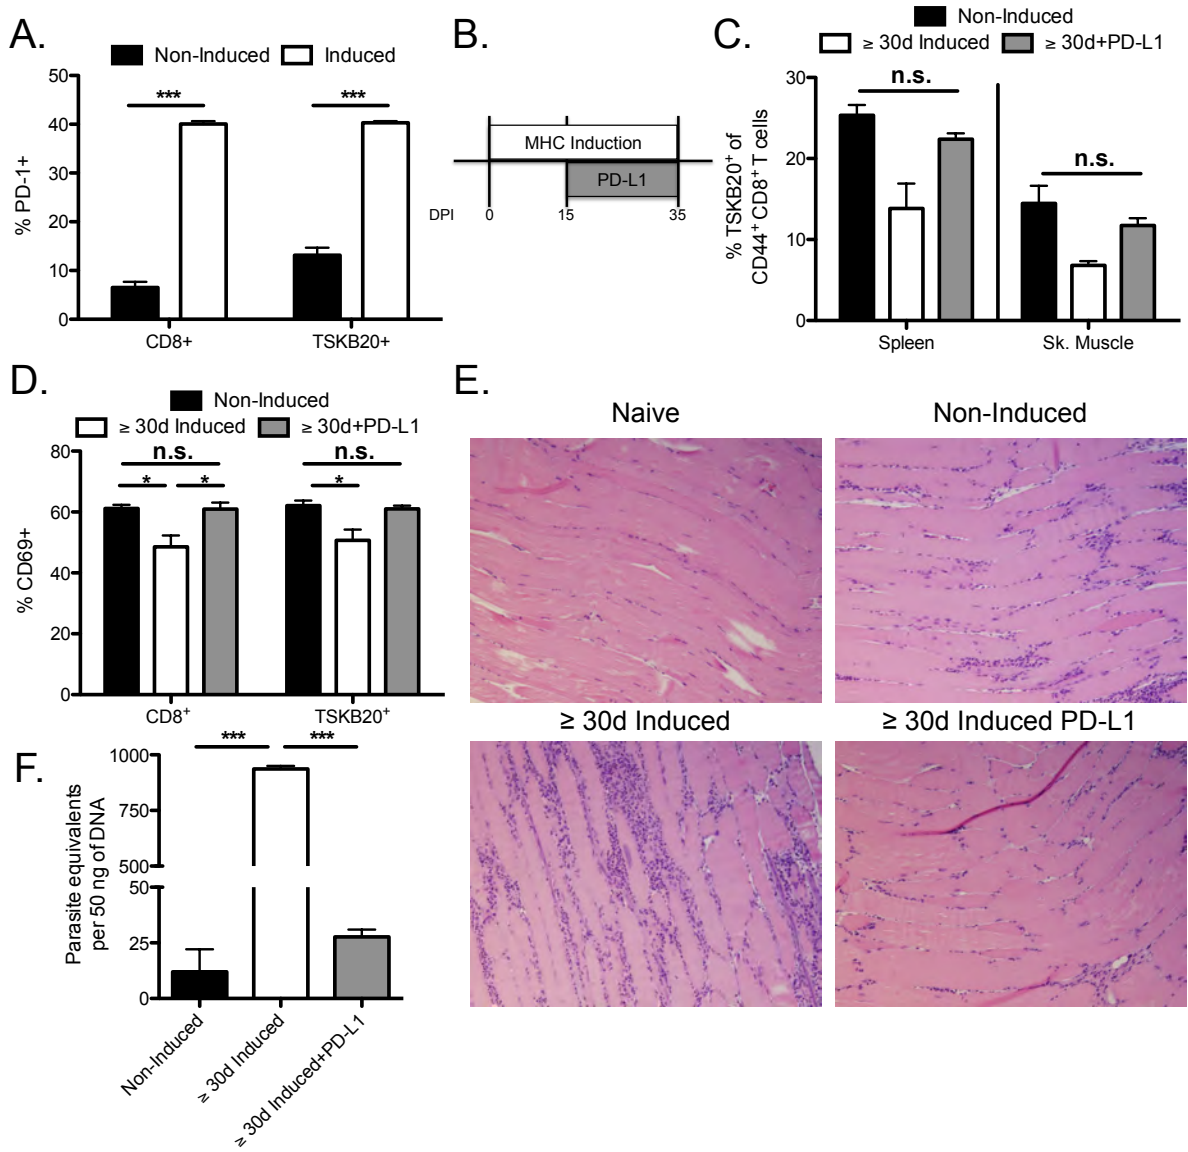 A.
Non-Induced Induced
% PD-1+
50
40
30
20
10
0
*** ***
CD8+ TSKB20+
B.
MHC Induction
PD-L1
DPI 0 15 35
C.
Non-Induced
≥ 30d Induced ≥ 30d+PD-L1
% TSKB20+ of
CD44+ CD8+ T cells
30
20
10
0
n.s.
n.s.
Spleen Sk. Muscle
D.
Non-Induced
≥ 30d Induced ≥ 30d+PD-L1
% CD69+
80
60
40
20
0
n.s. n.s.
* * *
CD8+ TSKB20+
E.
Naive Non-Induced
≥ 30d Induced ≥ 30d Induced PD-L1
F.
Parasite equivalents
per 50 ng of DNA
1000
750
500
50
25
0
*** ***
Non-Induced
≥ 30d Induced
≥ 30d Induced+PD-L1